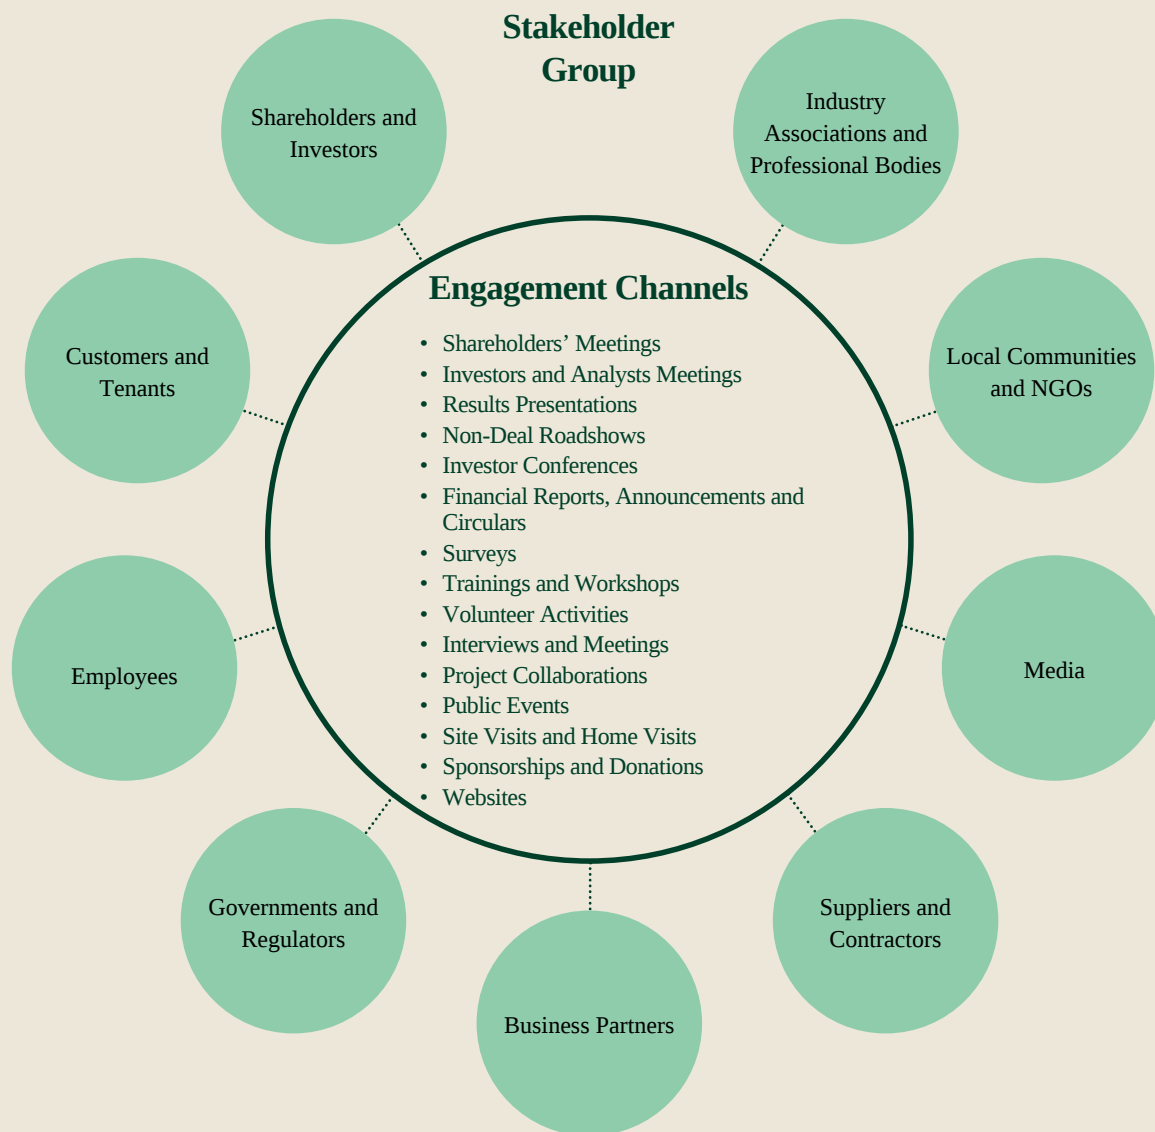 Stakeholder
Group
Shareholders and
Investors
Industry
Associations and
Professional Bodies
Customers and
Tenants
Local Communities
and NGOs
Engagement Channels
• Shareholders’ Meetings
• Investors and Analysts Meetings
• Results Presentations
• Non-Deal Roadshows
• Investor Conferences
• Financial Reports, Announcements and
Circulars
• Surveys
• Trainings and Workshops
• Volunteer Activities
• Interviews and Meetings
• Project Collaborations
• Public Events
• Site Visits and Home Visits
• Sponsorships and Donations
• Websites
Employees
Media
Governments and
Regulators
Suppliers and
Contractors
Business Partners